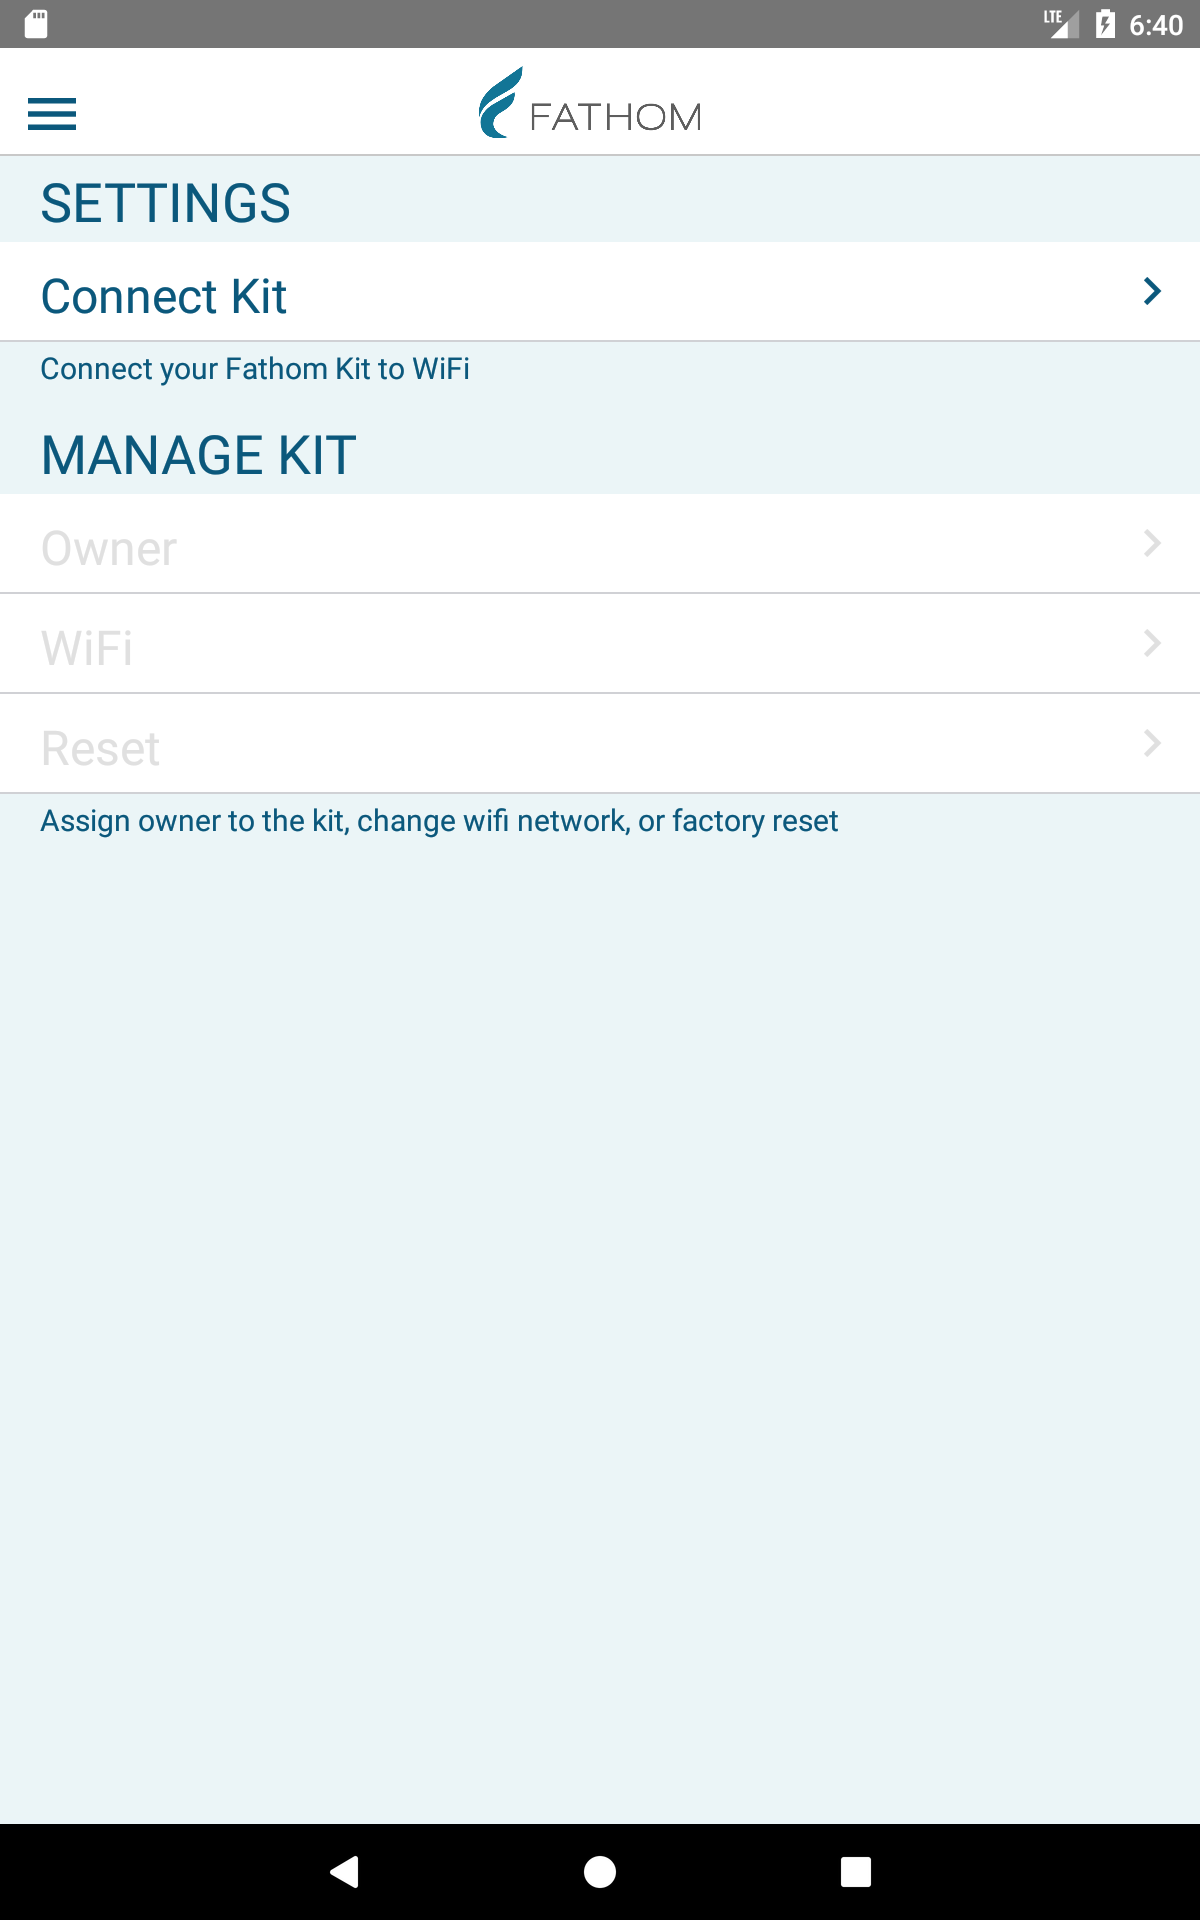 LTE 6:40
FATHOM
SETTINGS
Connect Kit
Connect your Fathom Kit to WiFi
MANAGE KIT
Owner
WiFi
Reset
Assign owner to the kit, change wifi network, or factory reset